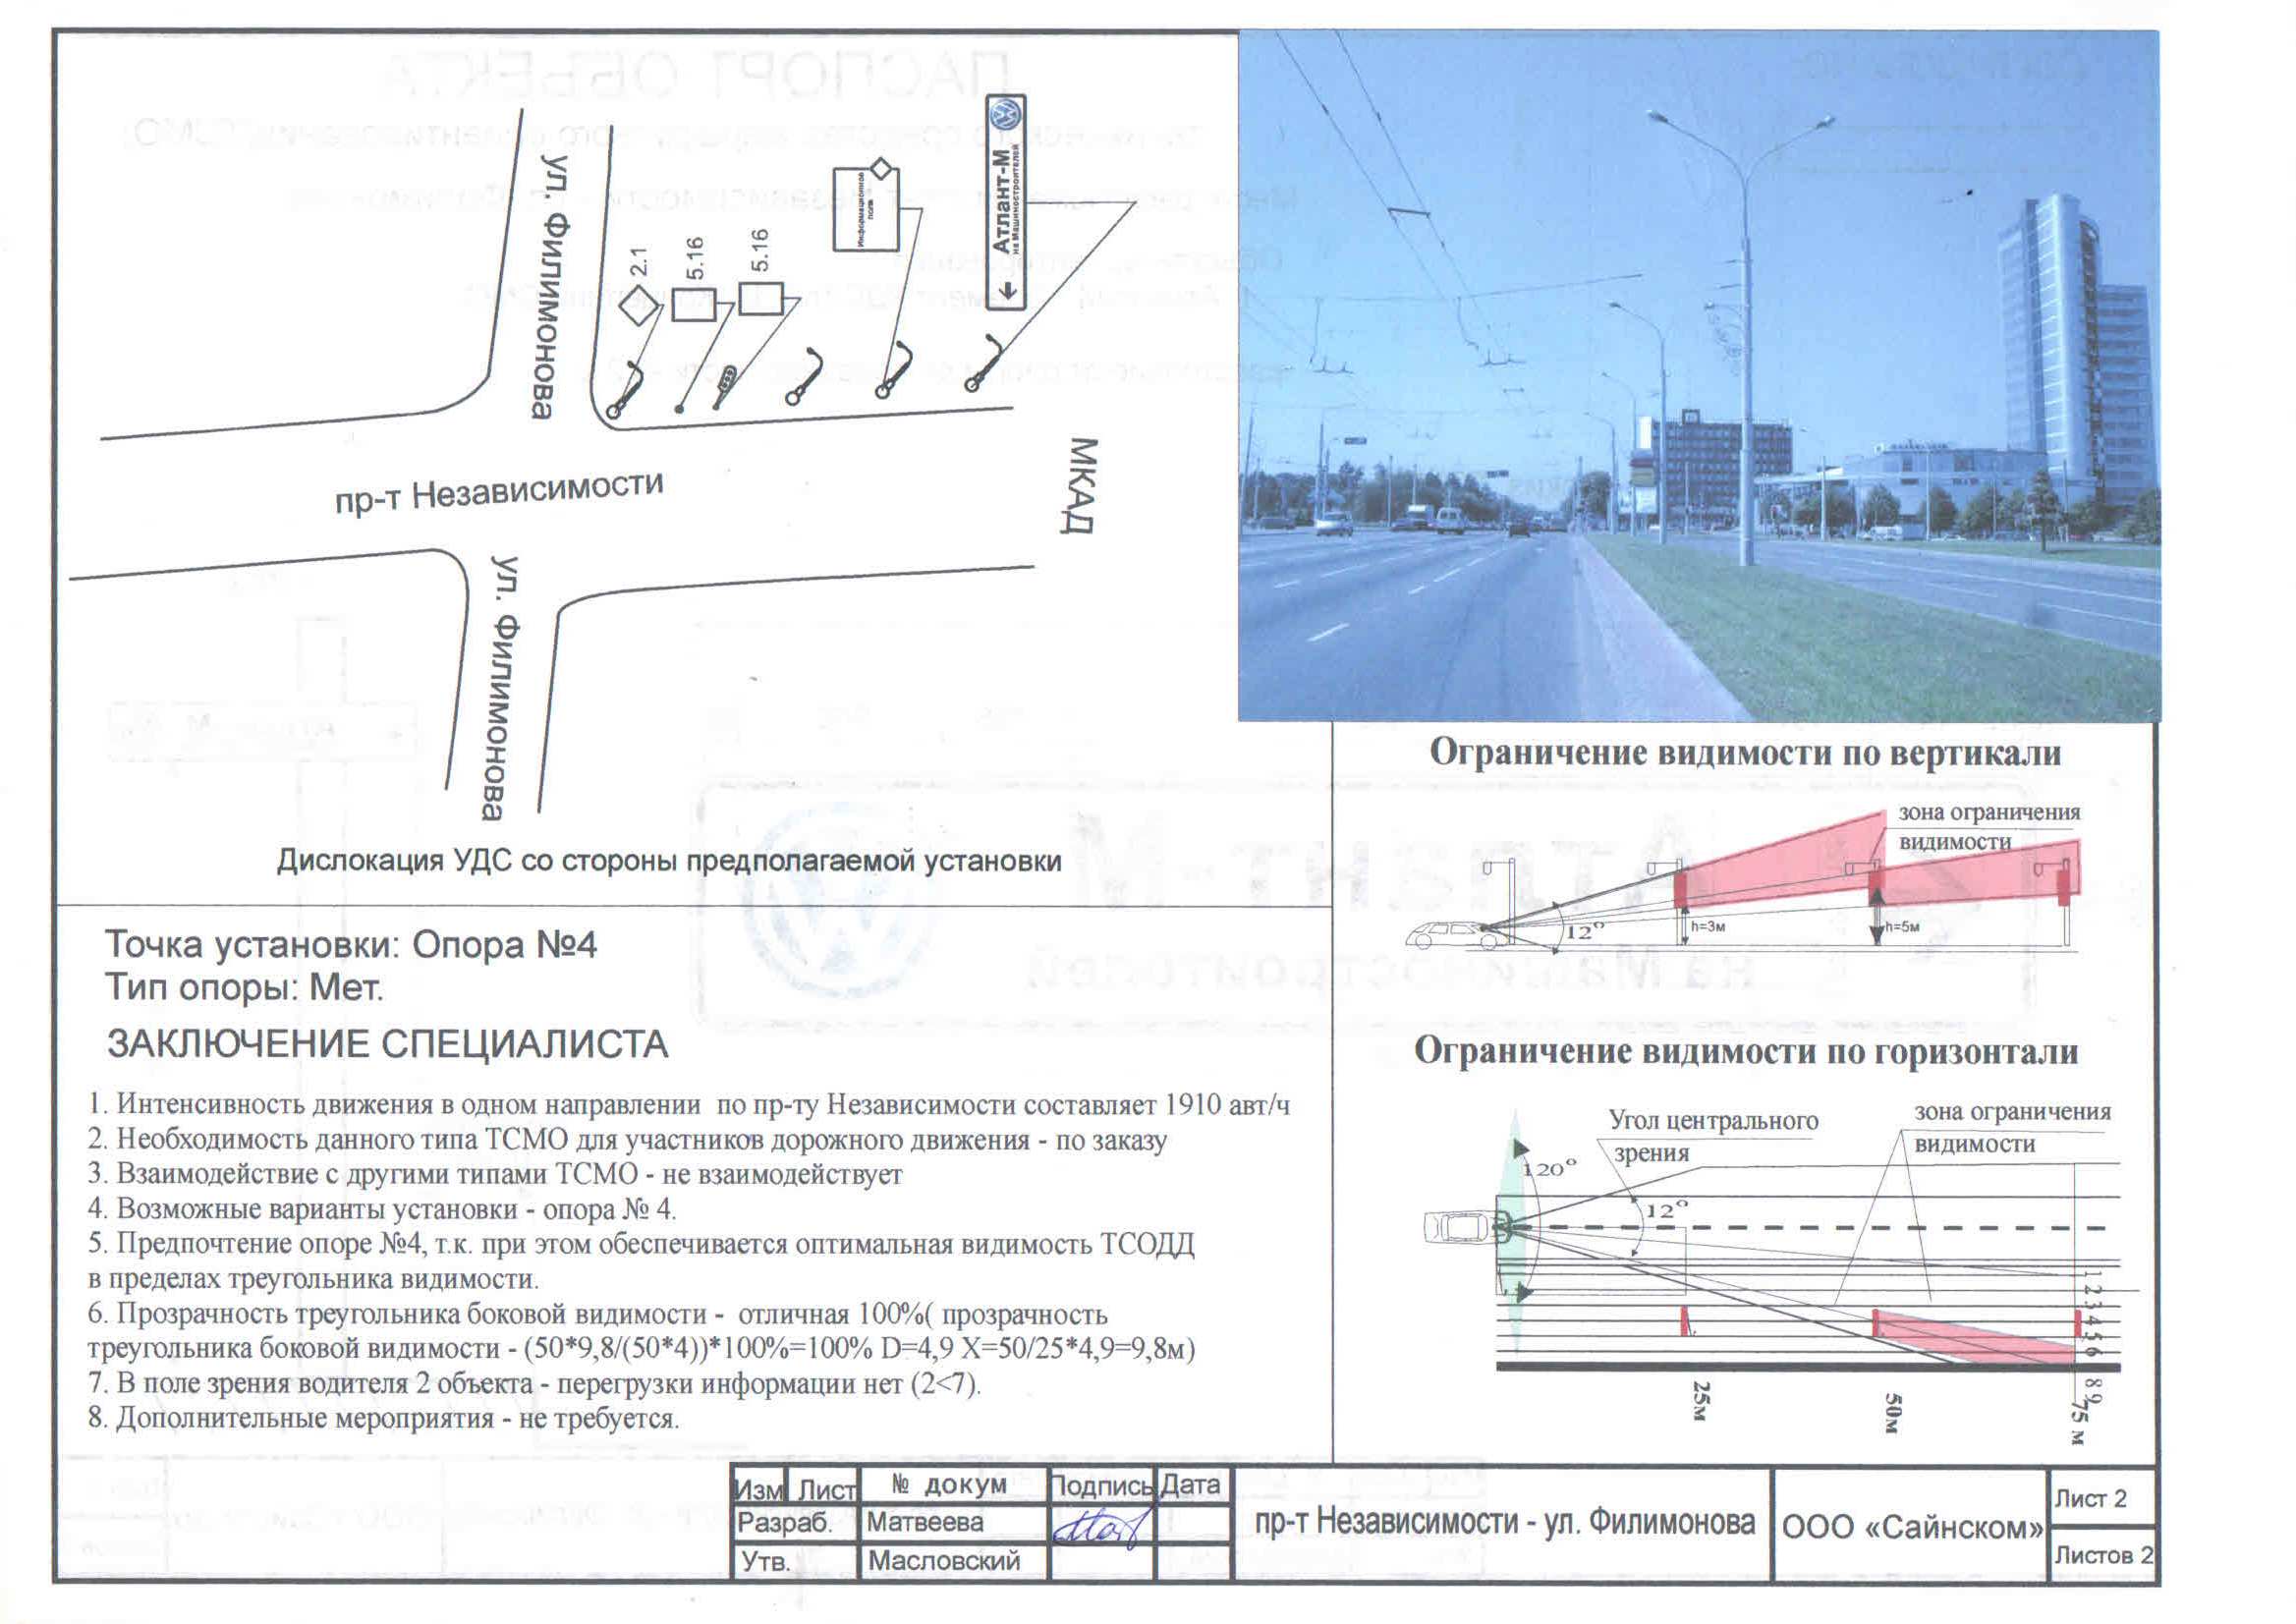 ул. Филимонова
2.1
5.16
5.16
Информационное
поле
Атлант-М
на Машиностроителей
пр-т Независимости
МКАД
ул. Филимонова
Дислокация УДС со стороны предполагаемой установки
Точка установки: Опора №4
Тип опоры: Мет.
ЗАКЛЮЧЕНИЕ СПЕЦИАЛИСТА
1. Интенсивность движения в одном направлении по пр-ту Независимости составляет 1910 авт/ч
2. Необходимость данного типа ТСМО для участников дорожного движения - по заказу
3. Взаимодействие с другими типами ТСМО - не взаимодействует
4. Возможные варианты установки - опора № 4.
5. Предпочтение опоре №4, т.к. при этом обеспечивается оптимальная видимость ТСОДД
в пределах треугольника видимости.
6. Прозрачность треугольника боковой видимости - отличная 100%( прозрачность
треугольника боковой видимости - (50*9,8/(50*4))*100%=100% D=4,9 X=50/25*4,9=9,8м)
7. В поле зрения водителя 2 объекта - перегрузки информации нет (2<7).
8. Дополнительные мероприятия - не требуется.
Ограничение видимости по вертикали
зона ограничения
видимости
12°
h=3м
h=5м
Ограничение видимости по горизонтали
Угол центрального
зрения
зона ограничения
видимости
120°
12°
1 2 3 4 5 6
8 9
25м
50м
75 м
Изм Лист № докум Подпись Дата
Разраб. Матвеева
Утв. Масловский
пр-т Независимости - ул. Филимонова
ООО «Сайнском»
Лист 2
Листов 2